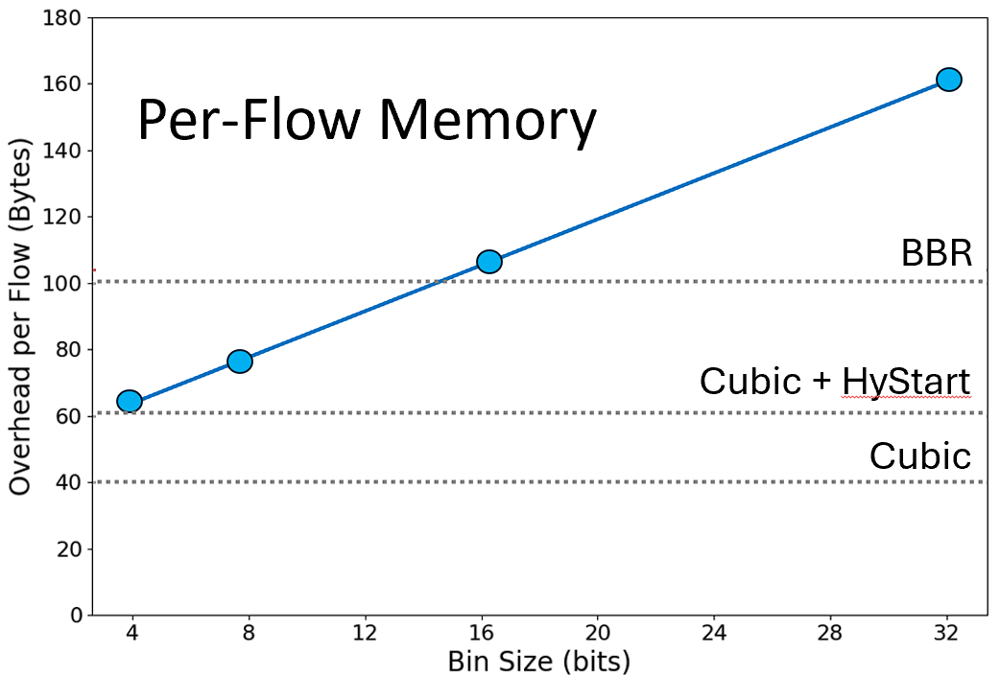 180
160
140
120
100
80
60
40
20
0
Overhead per Flow (Bytes)
Per-Flow Memory
BBR
Cubic + HyStart
Cubic
4 8 12 16 20 24 28 32
Bin Size (bits)